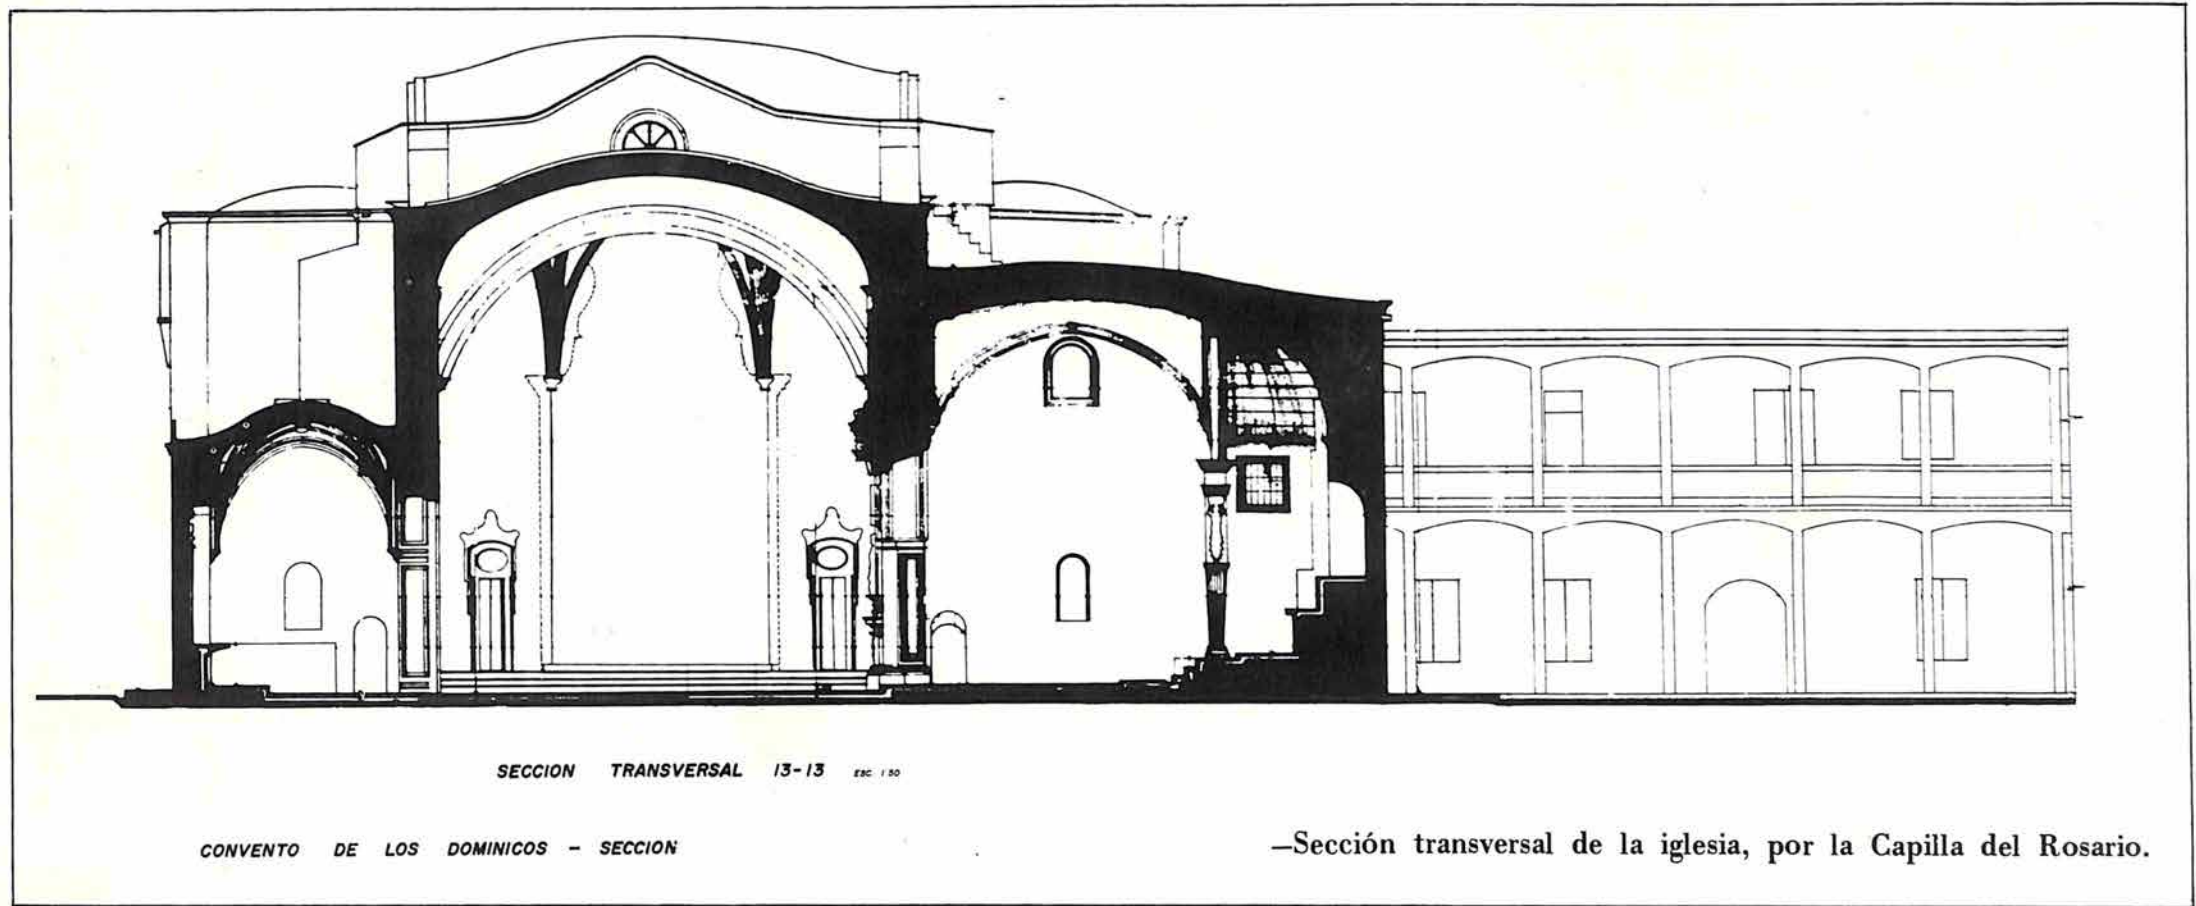 SECCION TRANSVERSAL 13-13 ESC. 1 50
CONVENTO DE LOS DOMINICOS - SECCION
—Sección transversal de la iglesia, por la Capilla del Rosario.